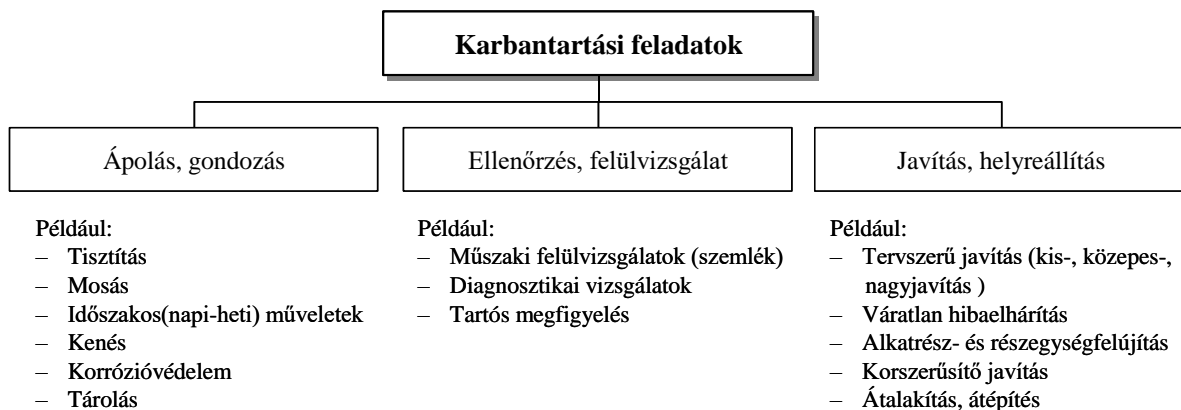 Karbantartási feladatok
Ápolás, gondozás
Például:
– Tisztítás
– Mosás
– Időszakos(napi-heti) műveletek
– Kenés
– Korrózióvédelem
– Tárolás
Ellenőrzés, felülvizsgálat
Például:
– Műszaki felülvizsgálatok (szemlék)
– Diagnosztikai vizsgálatok
– Tartós megfigyelés
Javítás, helyreállítás
Például:
– Tervszerű javítás (kis-, közepes-,
nagyjavítás )
– Váratlan hibaelhárítás
– Alkatrész- és részegységfelújítás
– Korszerűsítő javítás
– Átalakítás, átépítés